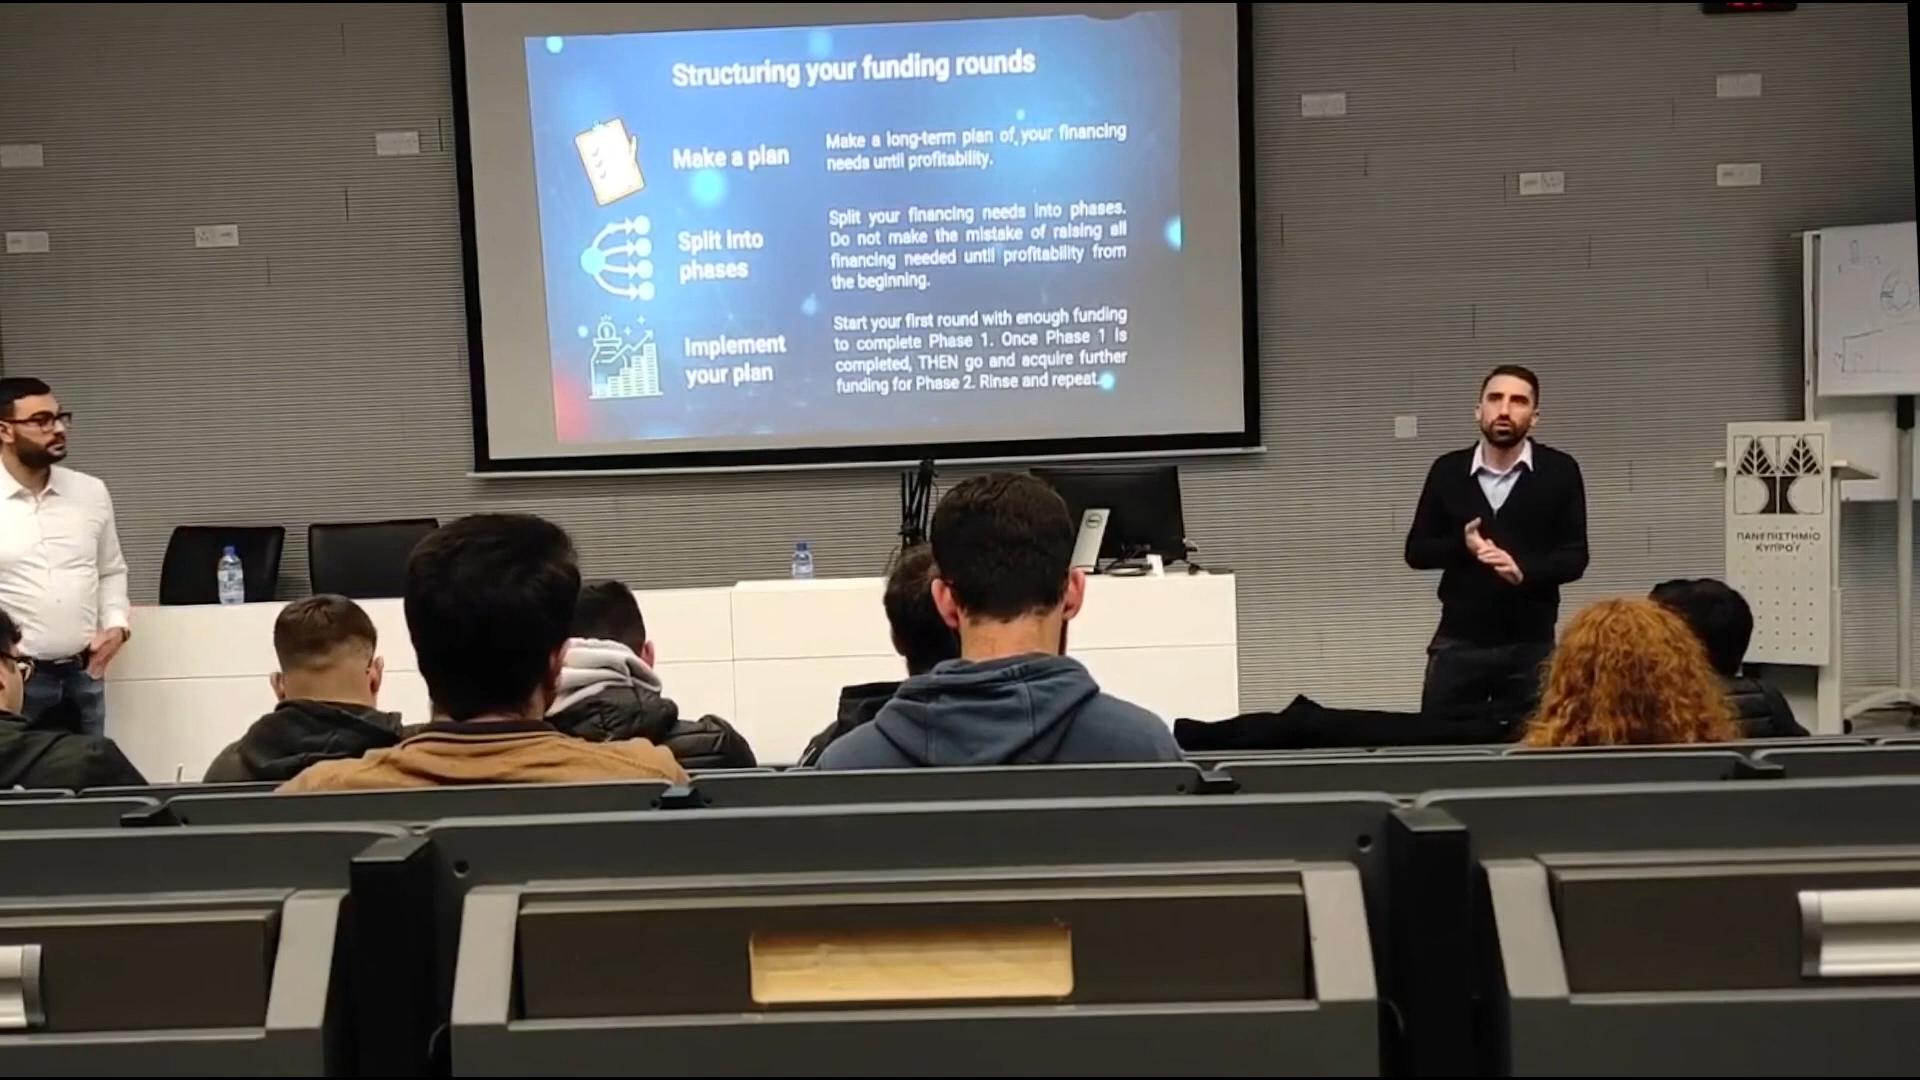 Structuring your funding rounds
Make a plan
Make a long-term plan of your financing
needs until profitability.
Split into
phases
Split your financing needs into phases.
Do not make the mistake of raising all
financing needed until profitability from
the beginning.
Implement
your plan
Start your first round with enough funding
to complete Phase 1. Once Phase 1 is
completed, THEN go and acquire further
funding for Phase 2. Rinse and repeat.
DELL
ΠΑΝΕΠΙΣΤΗΜΙΟ
ΚΥΠΡΟΥ